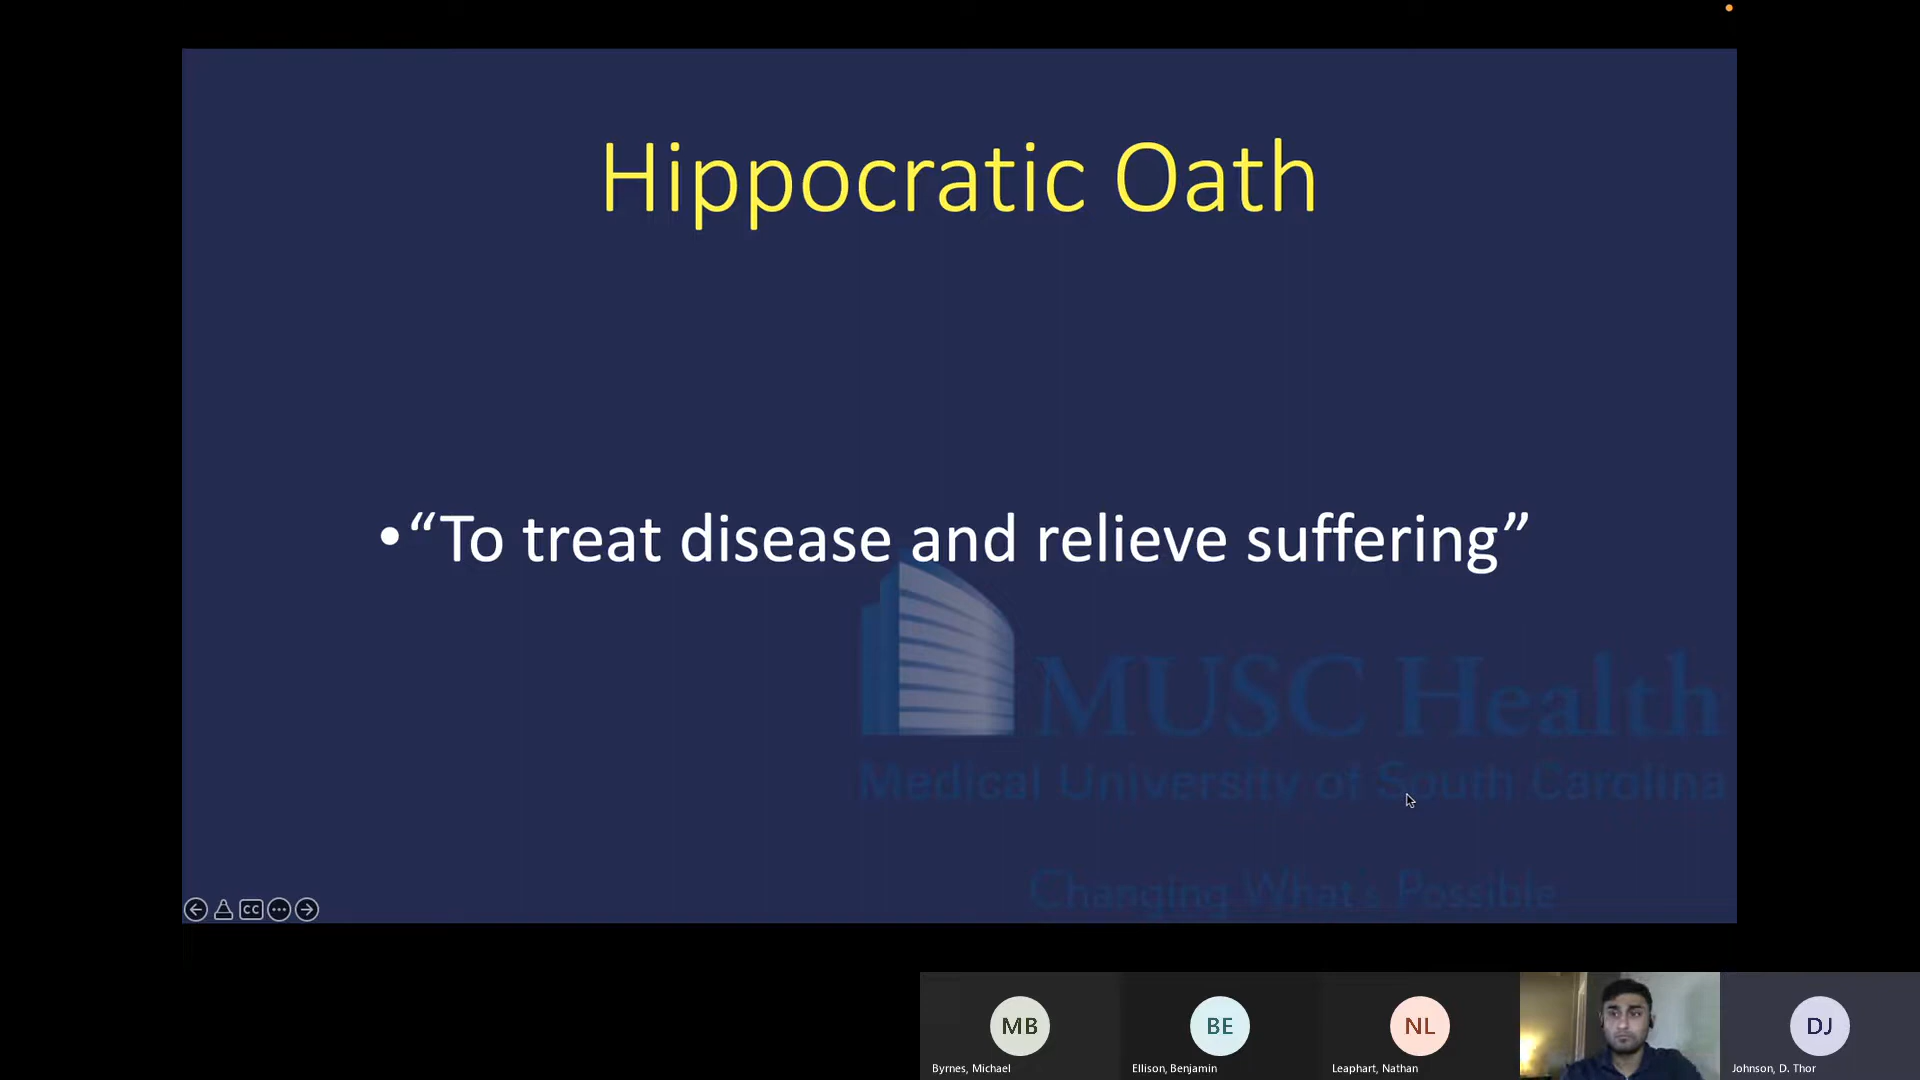 Hippocratic Oath
•“To treat disease and relieve suffering”
MUSC Health
Medical University of South Carolina
Changing What's Possible
CC
MB
BE
NL
DJ
Byrnes, Michael
Ellison, Benjamin
Leaphart, Nathan
Johnson, D. Thor